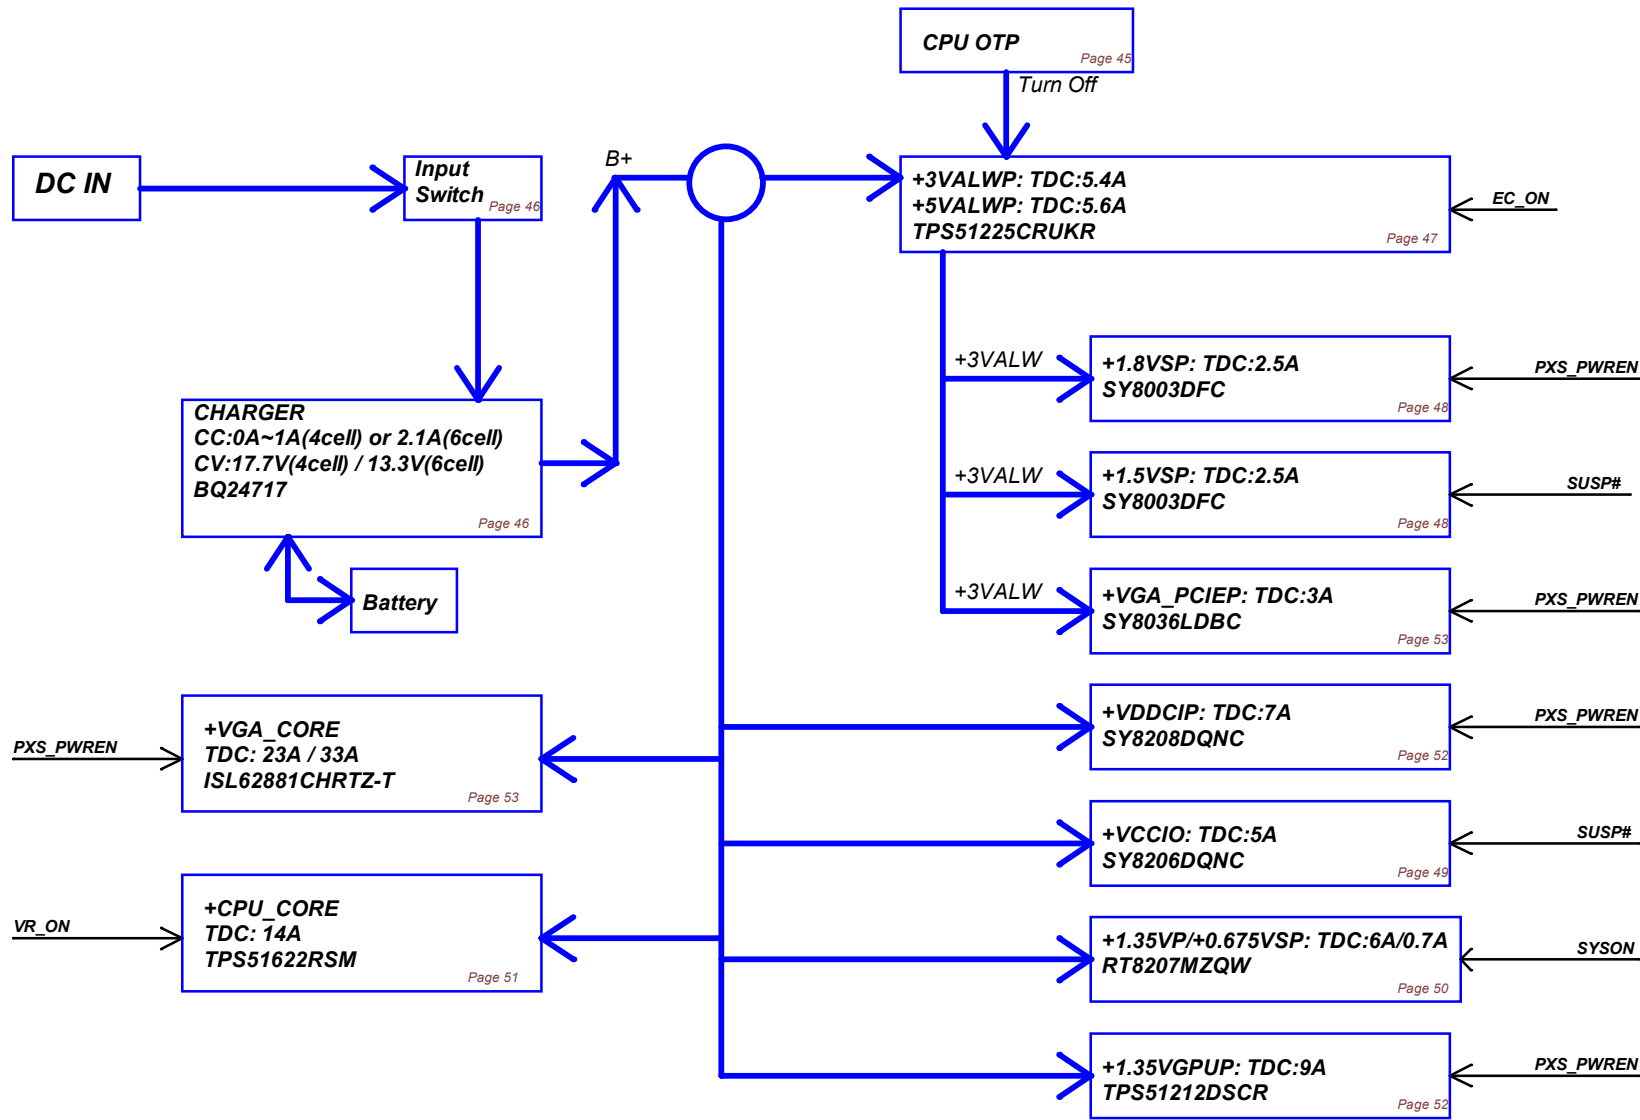 CPU OTP
Page 45
Turn Off
DC IN
Input
Switch
Page 46
B+
+3VALWP: TDC:5.4A
+5VALWP: TDC:5.6A
TPS51225CRUKR
Page 47
EC_ON
+3VALW
+1.8VSP: TDC:2.5A
SY8003DFC
Page 48
PXS_PWREN
CHARGER
CC:0A~1A(4cell) or 2.1A(6cell)
CV:17.7V(4cell) / 13.3V(6cell)
BQ24717
Page 46
+3VALW
+1.5VSP: TDC:2.5A
SY8003DFC
Page 48
SUSP#
Battery
+3VALW
+VGA_PCIEP: TDC:3A
SY8036LDBC
Page 53
PXS_PWREN
PXS_PWREN
+VGA_CORE
TDC: 23A / 33A
ISL62881CHRTZ-T
Page 53
+VDDCIP: TDC:7A
SY8208DQNC
Page 52
PXS_PWREN
+VCCIO: TDC:5A
SY8206DQNC
Page 49
SUSP#
VR_ON
+CPU_CORE
TDC: 14A
TPS51622RSM
Page 51
+1.35VP/+0.675VSP: TDC:6A/0.7A
RT8207MZQW
Page 50
SYSON
+1.35VGPUP: TDC:9A
TPS51212DSCR
Page 52
PXS_PWREN